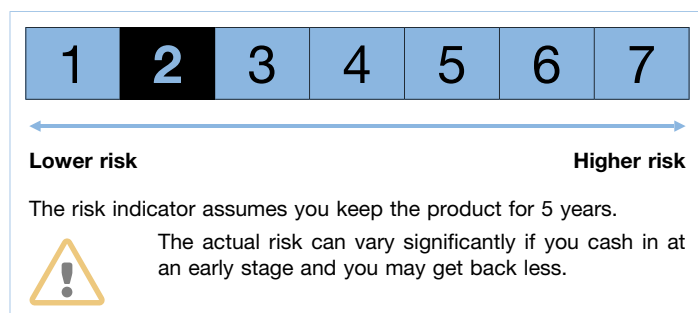 1 2 3 4 5 6 7
Lower risk Higher risk
The risk indicator assumes you keep the product for 5 years.
The actual risk can vary significantly if you cash in at
an early stage and you may get back less.